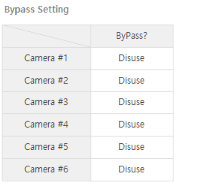 Bypass Setting
ByPass?
Camera #1 Disuse
Camera #2 Disuse
Camera #3 Disuse
Camera #4 Disuse
Camera #5 Disuse
Camera #6 Disuse